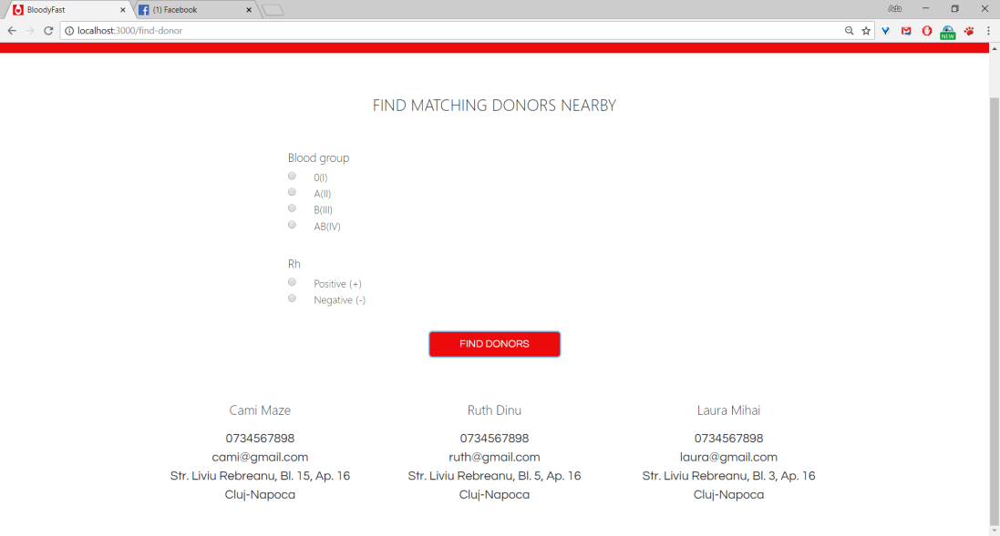 BloodyFast
(1) Facebook
Ada
localhost:3000/find-donor
NEW
FIND MATCHING DONORS NEARBY
Blood group
0(I)
A(II)
B(III)
AB(IV)
Rh
Positive (+)
Negative (-)
FIND DONORS
Cami Maze
0734567898
cami@gmail.com
Str. Liviu Rebreanu, Bl. 15, Ap. 16
Cluj-Napoca
Ruth Dinu
0734567898
ruth@gmail.com
Str. Liviu Rebreanu, Bl. 5, Ap. 16
Cluj-Napoca
Laura Mihai
0734567898
laura@gmail.com
Str. Liviu Rebreanu, Bl. 3, Ap. 16
Cluj-Napoca